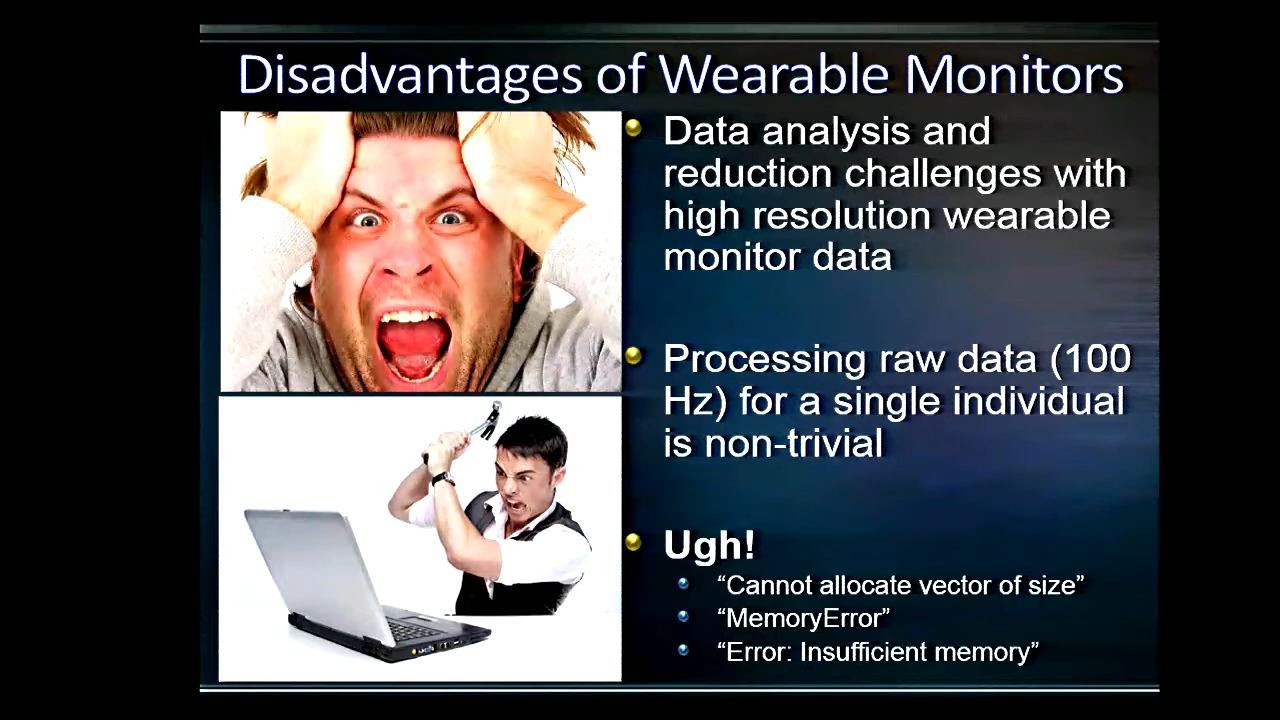 Disadvantages of Wearable Monitors
Data analysis and
reduction challenges with
high resolution wearable
monitor data
Processing raw data (100
Hz) for a single individual
is non-trivial
Ugh!
“Cannot allocate vector of size”
“MemoryError”
“Error: Insufficient memory”